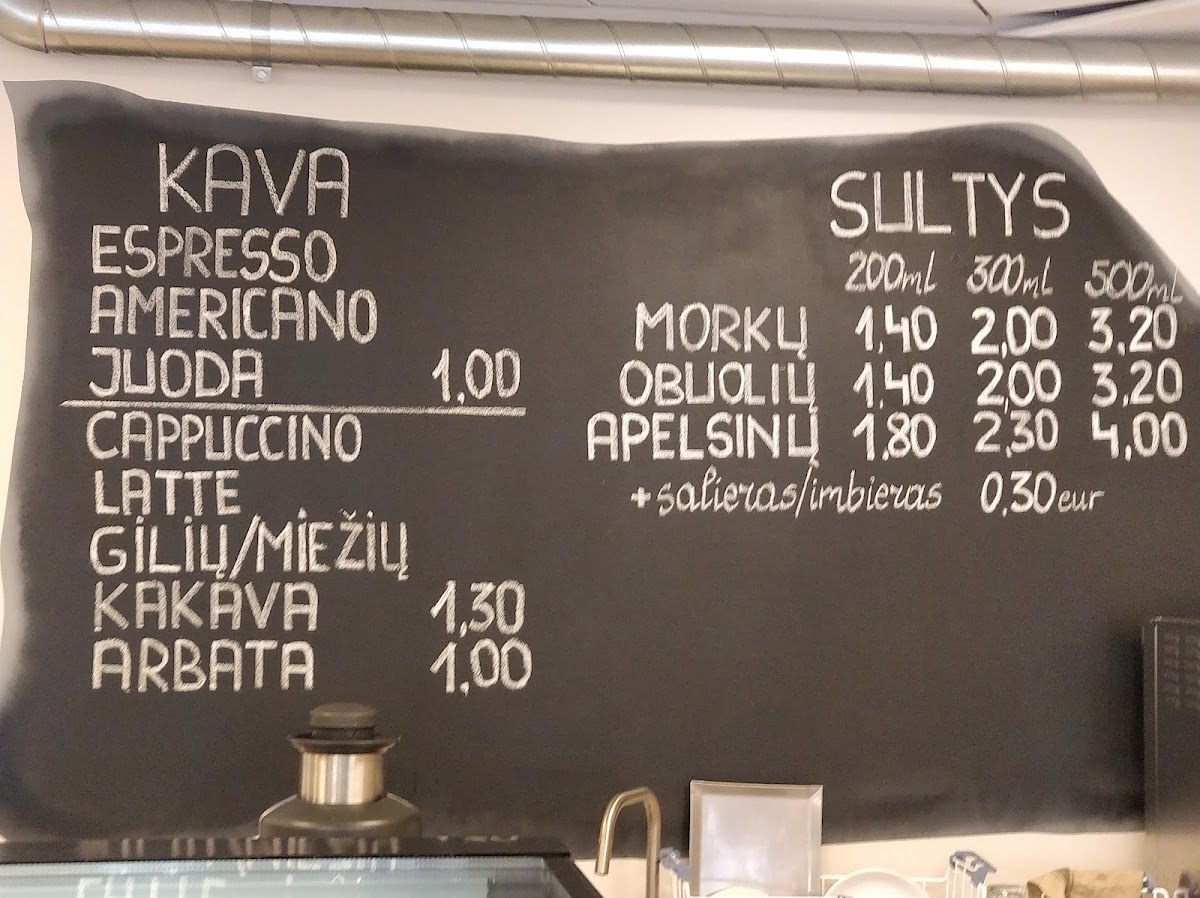 KAVA
ESPRESSO
AMERICANO
JUODA 1,00
CAPPUCCINO
LATTE
GILIŲ/MIEŽIŲ
KAKAVA 1,30
ARBATA 1,00
SULTYS
200ml 300ml 500ml
MORKŲ 1,40 2,00 3,20
OBUOLIŲ 1,40 2,00 3,20
APELSINŲ 1,80 2,30 4,00
+salieras/imbieras 0,30 eur